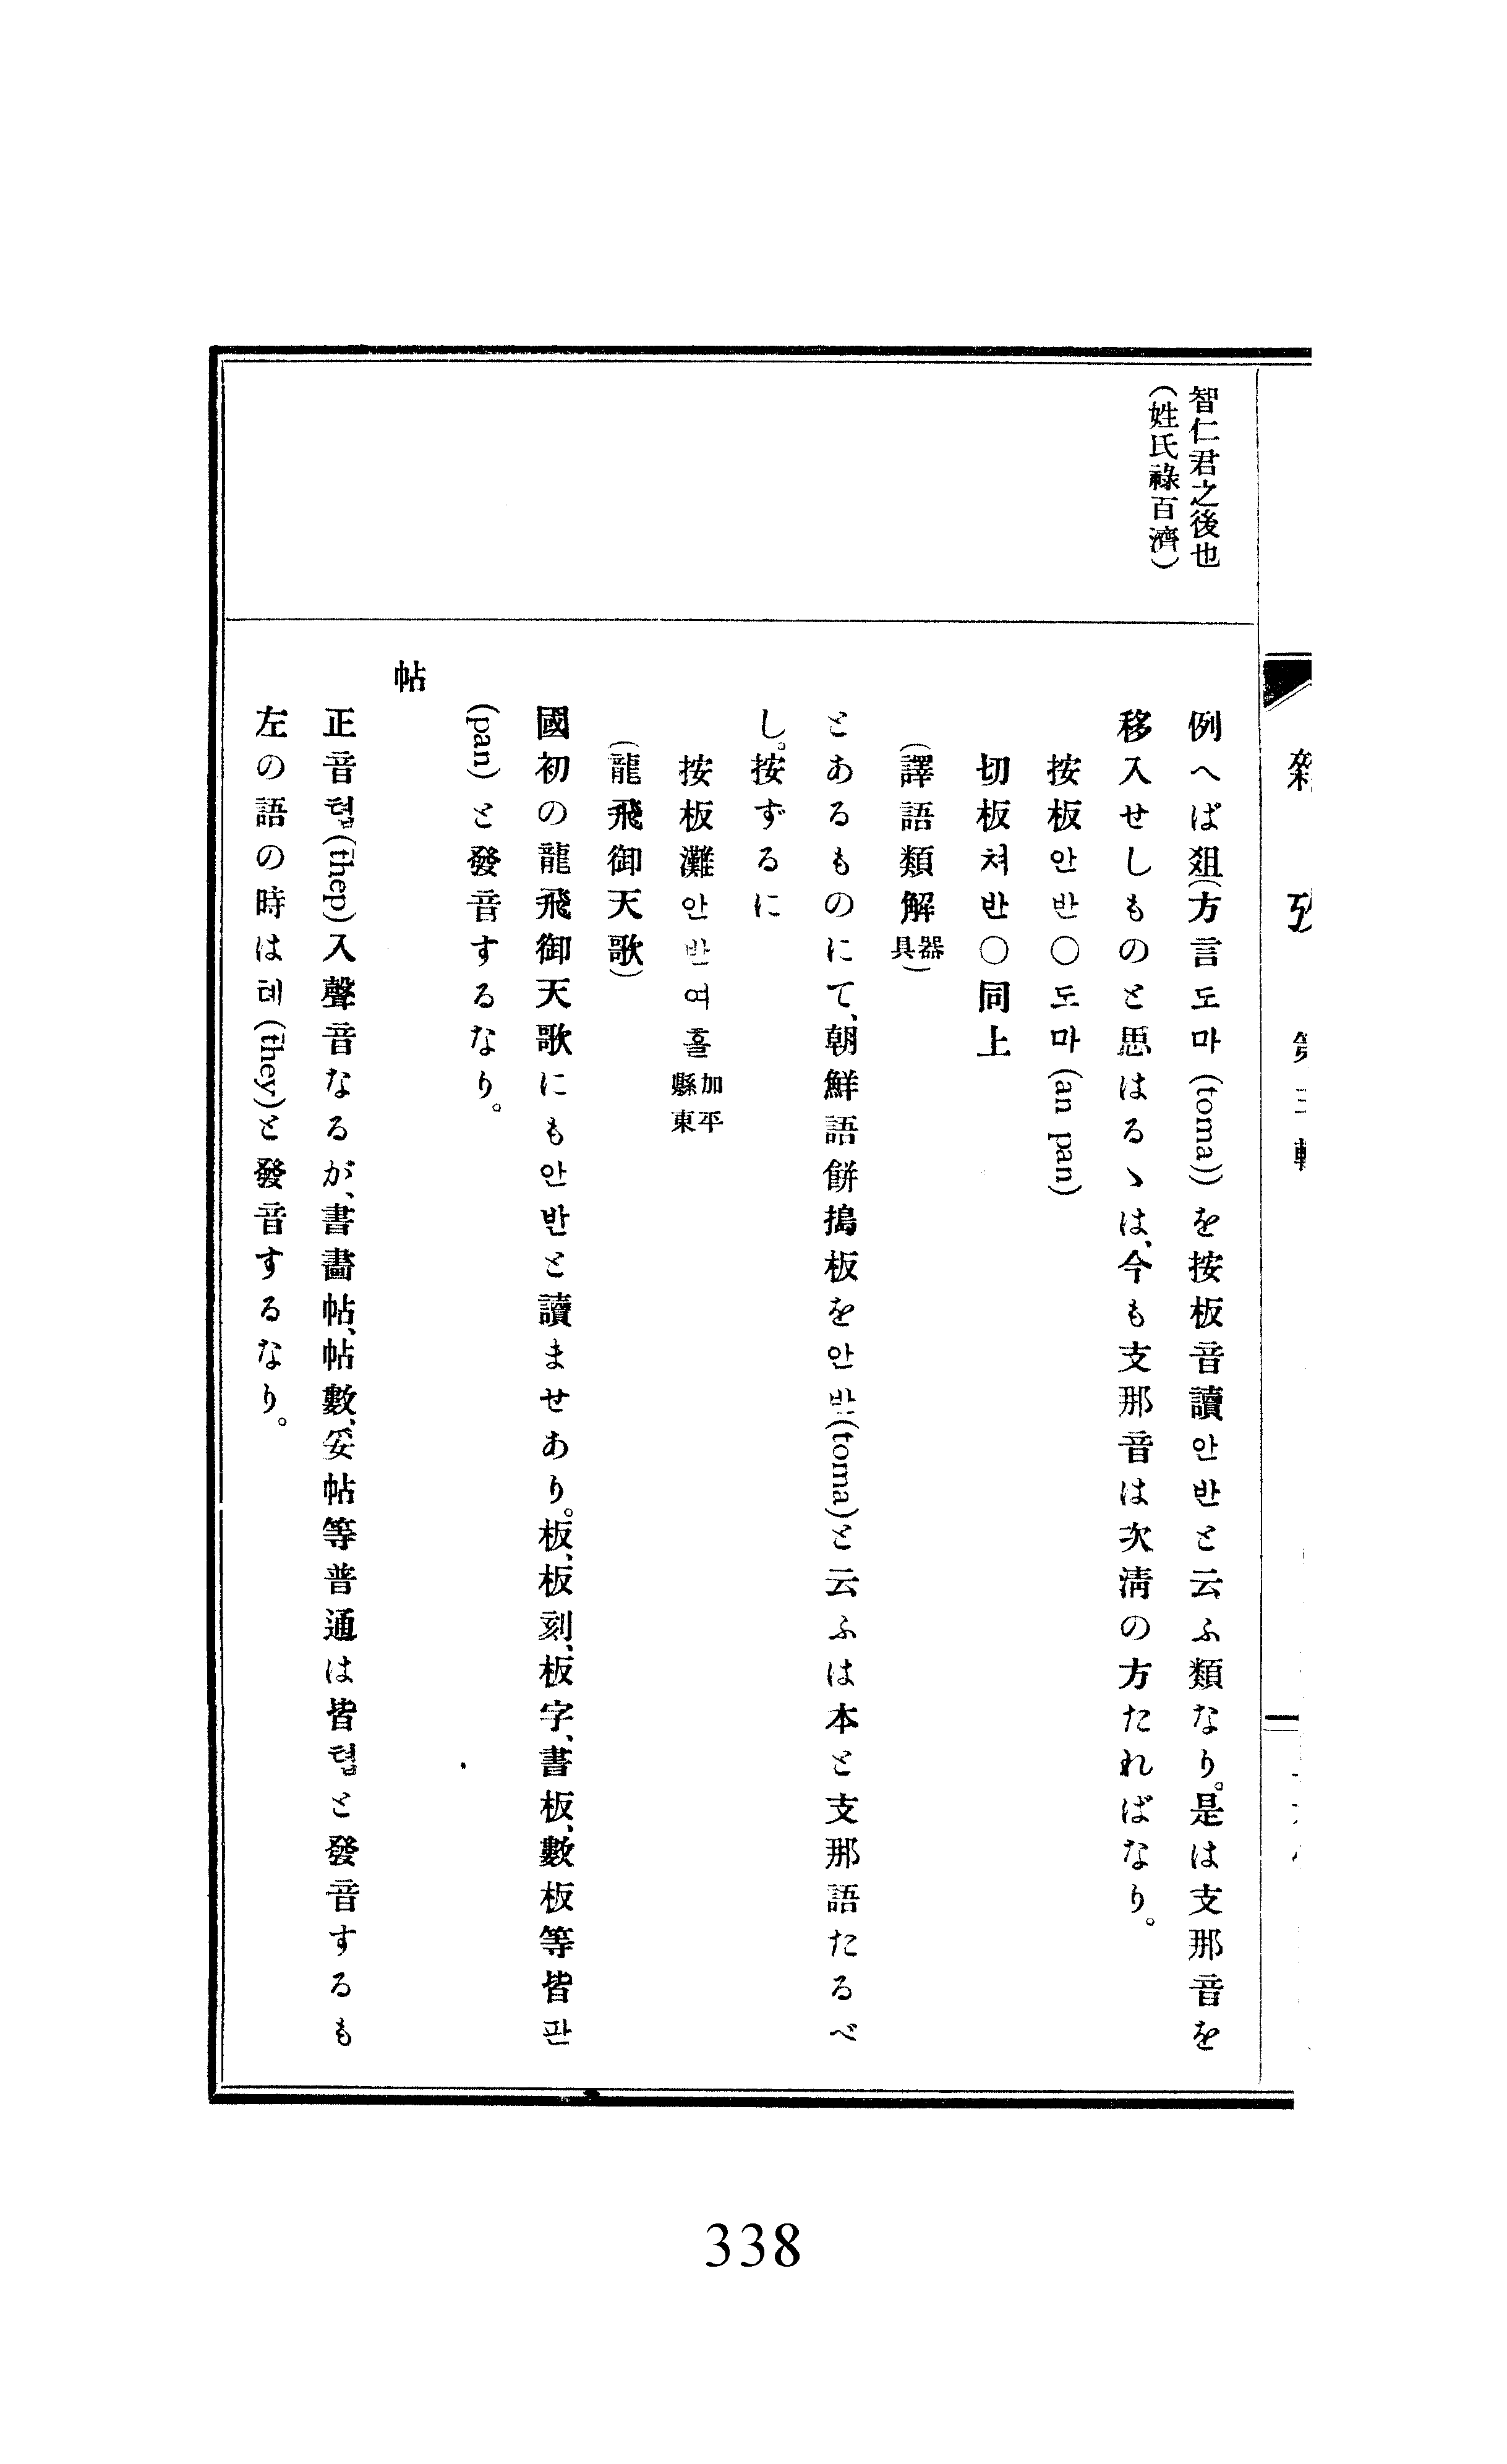 智仁君之後也
(姓氏祿百濟)
雜 攷 第三輯
例へば爼(方言도마(toma))を按板音讀안반と云ふ類なり。是は支那音を
移入せしものと思はるゝは、今も支那音は次淸の方たればなり。
按板안반○도마(an pan)
切板쳐반○同上
(譯語類解器具)
とあるものにて、朝鮮語餠搗板を안반(toma)と云ふは本と支那語たるべ
し。按ずるに
按板灘안반여흘加平縣東
(龍飛御天歌)
國初の龍飛御天歌にも안반と讀ませあり。板、板刻、板字、書板、數板等皆판
(pan)と發音するなり。
帖
正音텹(thep)入聲音なるが、書畵帖、帖數、妥帖等普通は皆텹と發音するも
左の語の時は톄(they)と發音するなり。
338